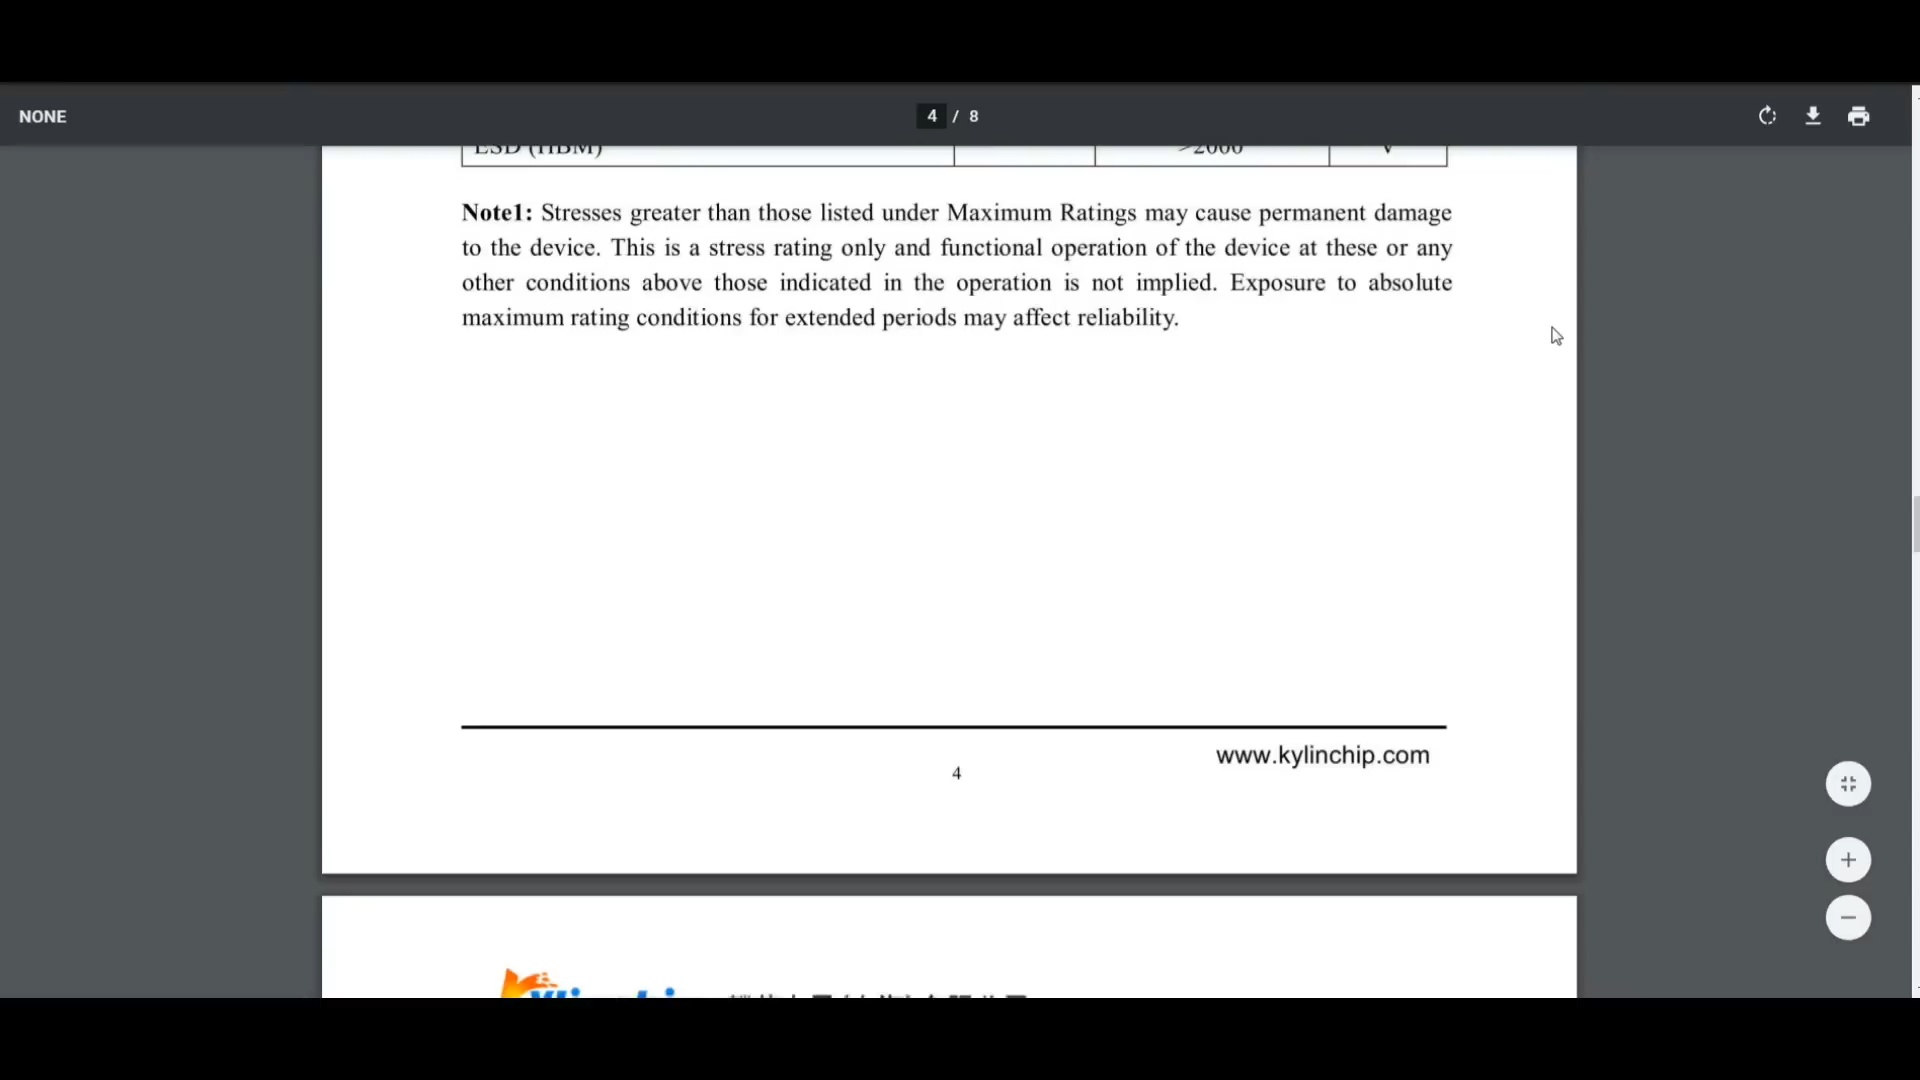 NONE
4 / 8
ESD (HBM) >2000 V
Note1: Stresses greater than those listed under Maximum Ratings may cause permanent damage
to the device. This is a stress rating only and functional operation of the device at these or any
other conditions above those indicated in the operation is not implied. Exposure to absolute
maximum rating conditions for extended periods may affect reliability.
www.kylinchip.com
4